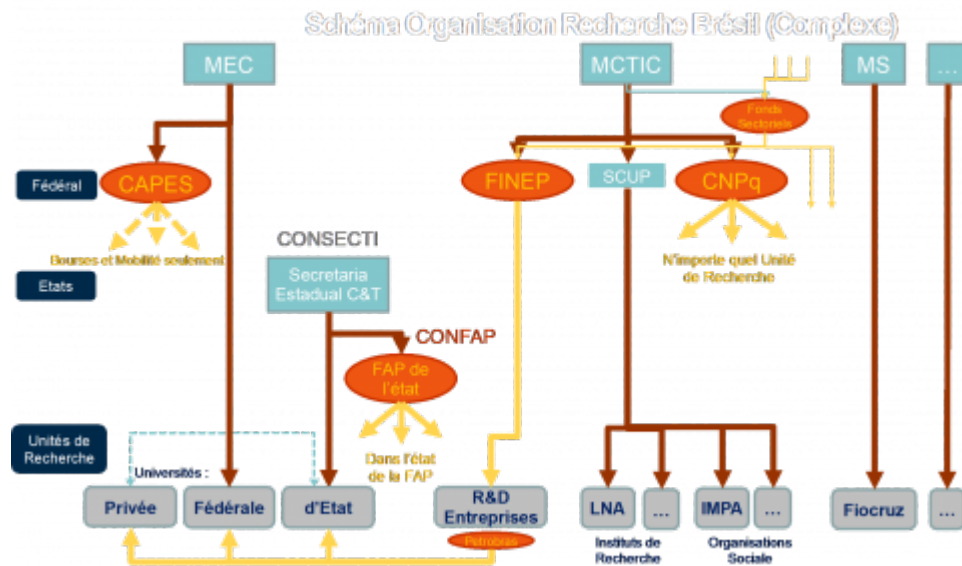 Schéma Organisation Recherche Brésil (Complexe)
MEC
MCTIC
MS
...
Fonds
Sectoriels
Fédéral
CAPES
FINEP
SCUP
CNPq
Bourses et Mobilité seulement
CONSECTI
N'importe quel Unité
de Recherche
Etats
Secretaria
Estadual C&T
CONFAP
FAP de
l'état
Unités de
Recherche
Dans l'état
de la FAP
Universités :
Privée
Fédérale
d'Etat
R&D
Entreprises
LNA
...
IMPA
...
Fiocruz
...
Petrobras
Instituts de
Recherche
Organisations
Sociale